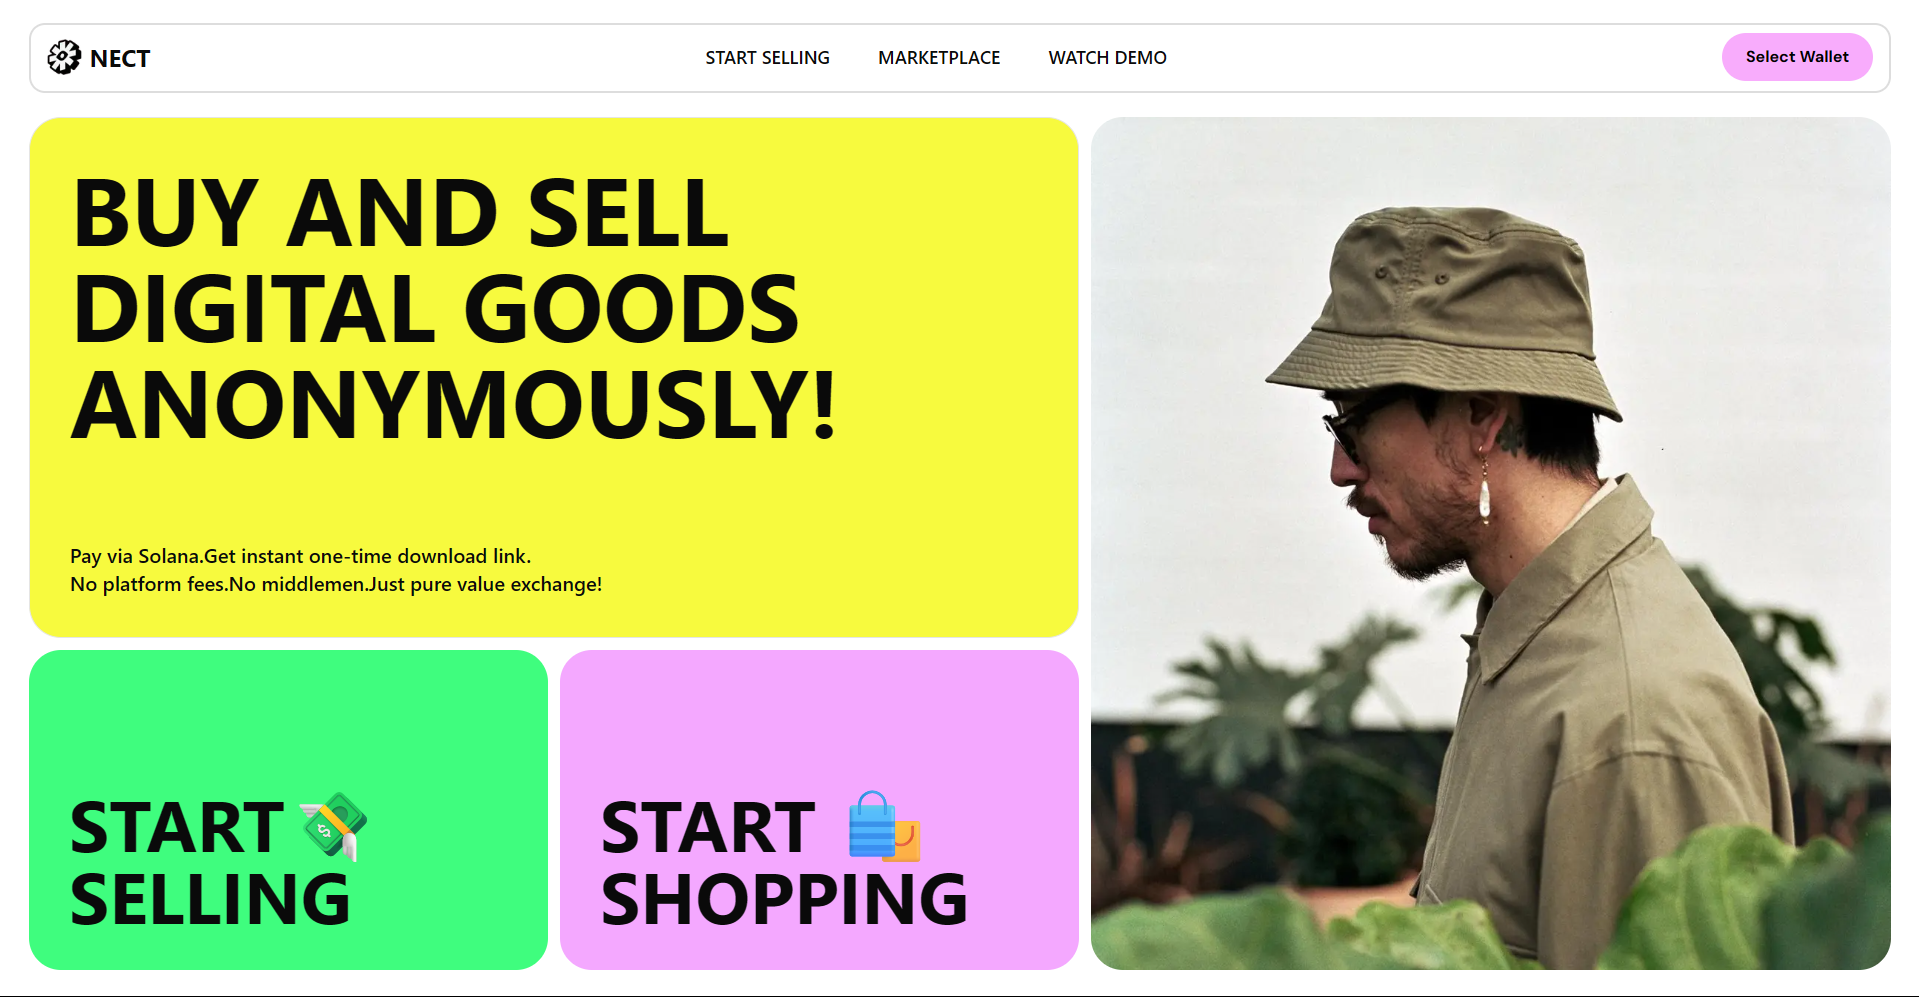 NECT
START SELLING
MARKETPLACE
WATCH DEMO
Select Wallet
BUY AND SELL
DIGITAL GOODS
ANONYMOUSLY!
Pay via Solana.Get instant one-time download link.
No platform fees.No middlemen.Just pure value exchange!
START
SELLING
START
SHOPPING